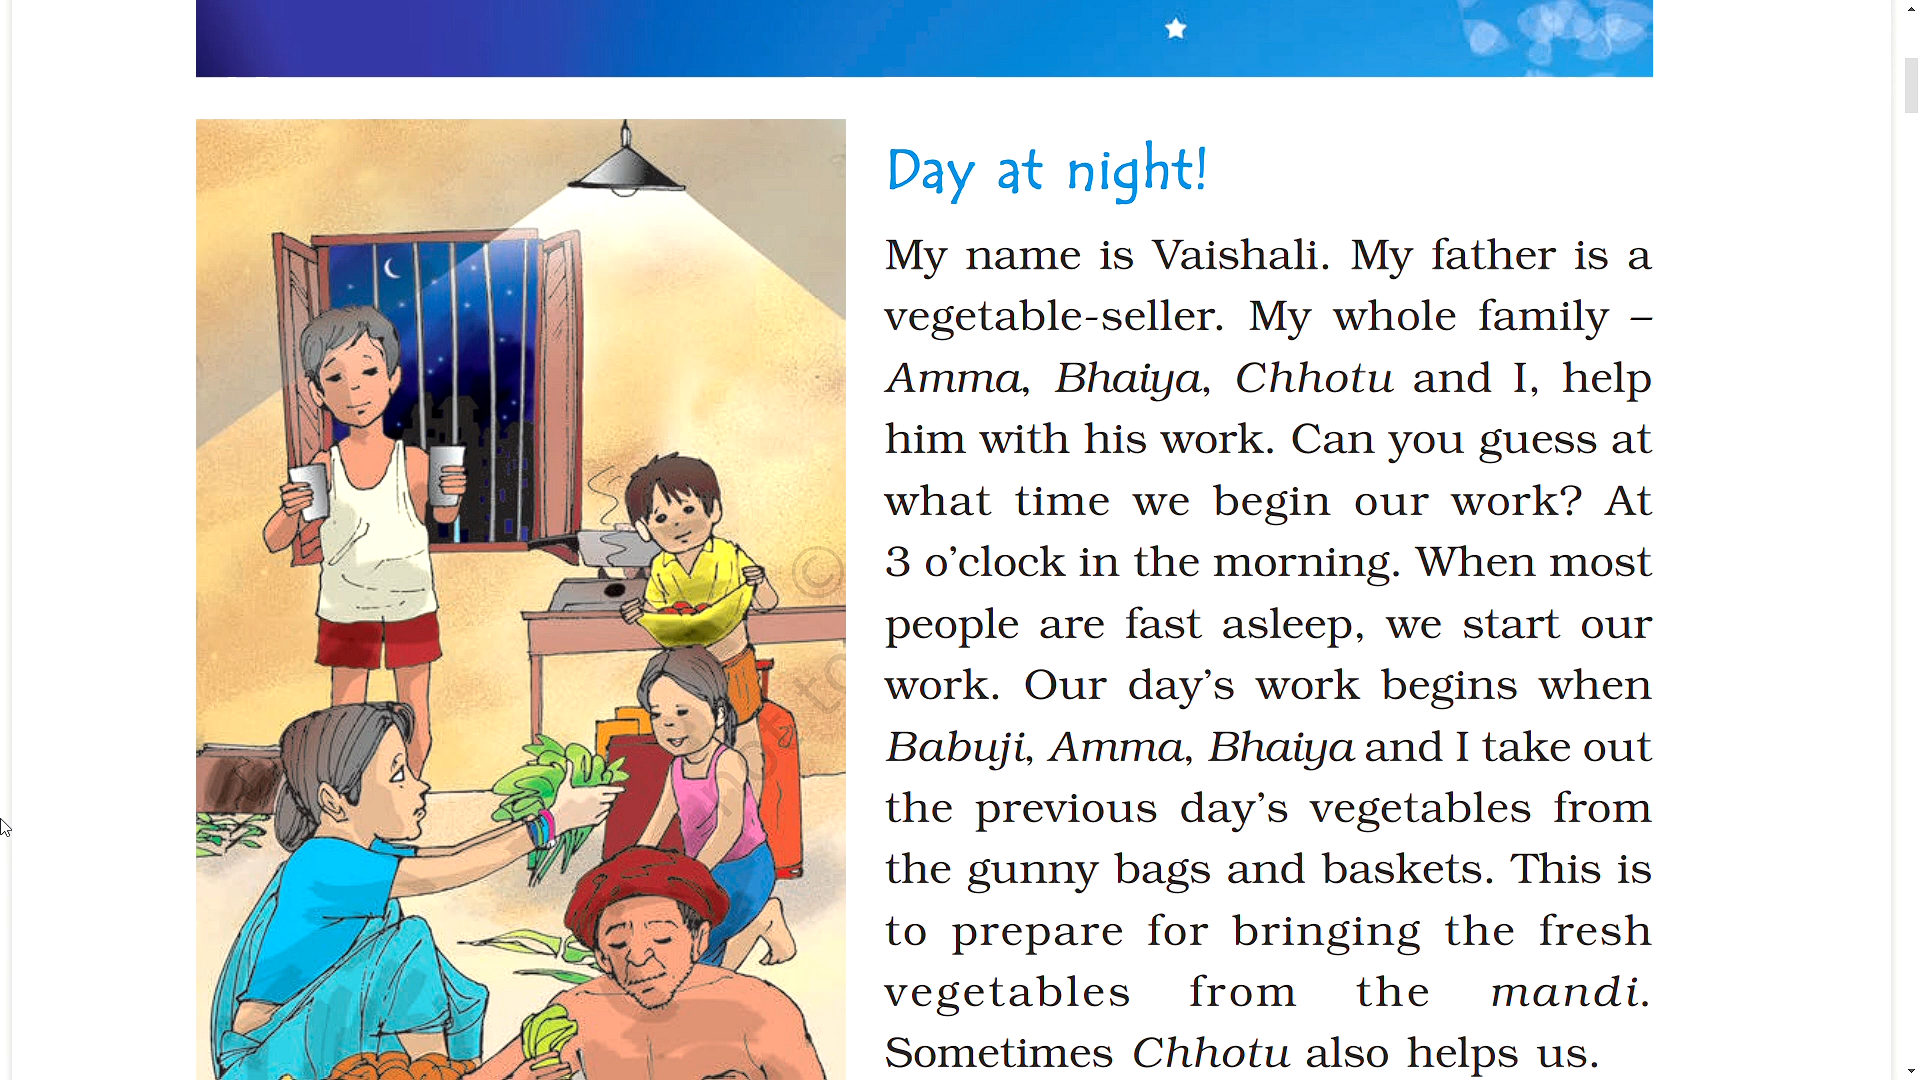 Day at night!
My name is Vaishali. My father is a
vegetable-seller. My whole family –
Amma, Bhaiya, Chhotu and I, help
him with his work. Can you guess at
what time we begin our work? At
3 o’clock in the morning. When most
people are fast asleep, we start our
work. Our day’s work begins when
Babuji, Amma, Bhaiya and I take out
the previous day’s vegetables from
the gunny bags and baskets. This is
to prepare for bringing the fresh
vegetables from the mandi.
Sometimes Chhotu also helps us.